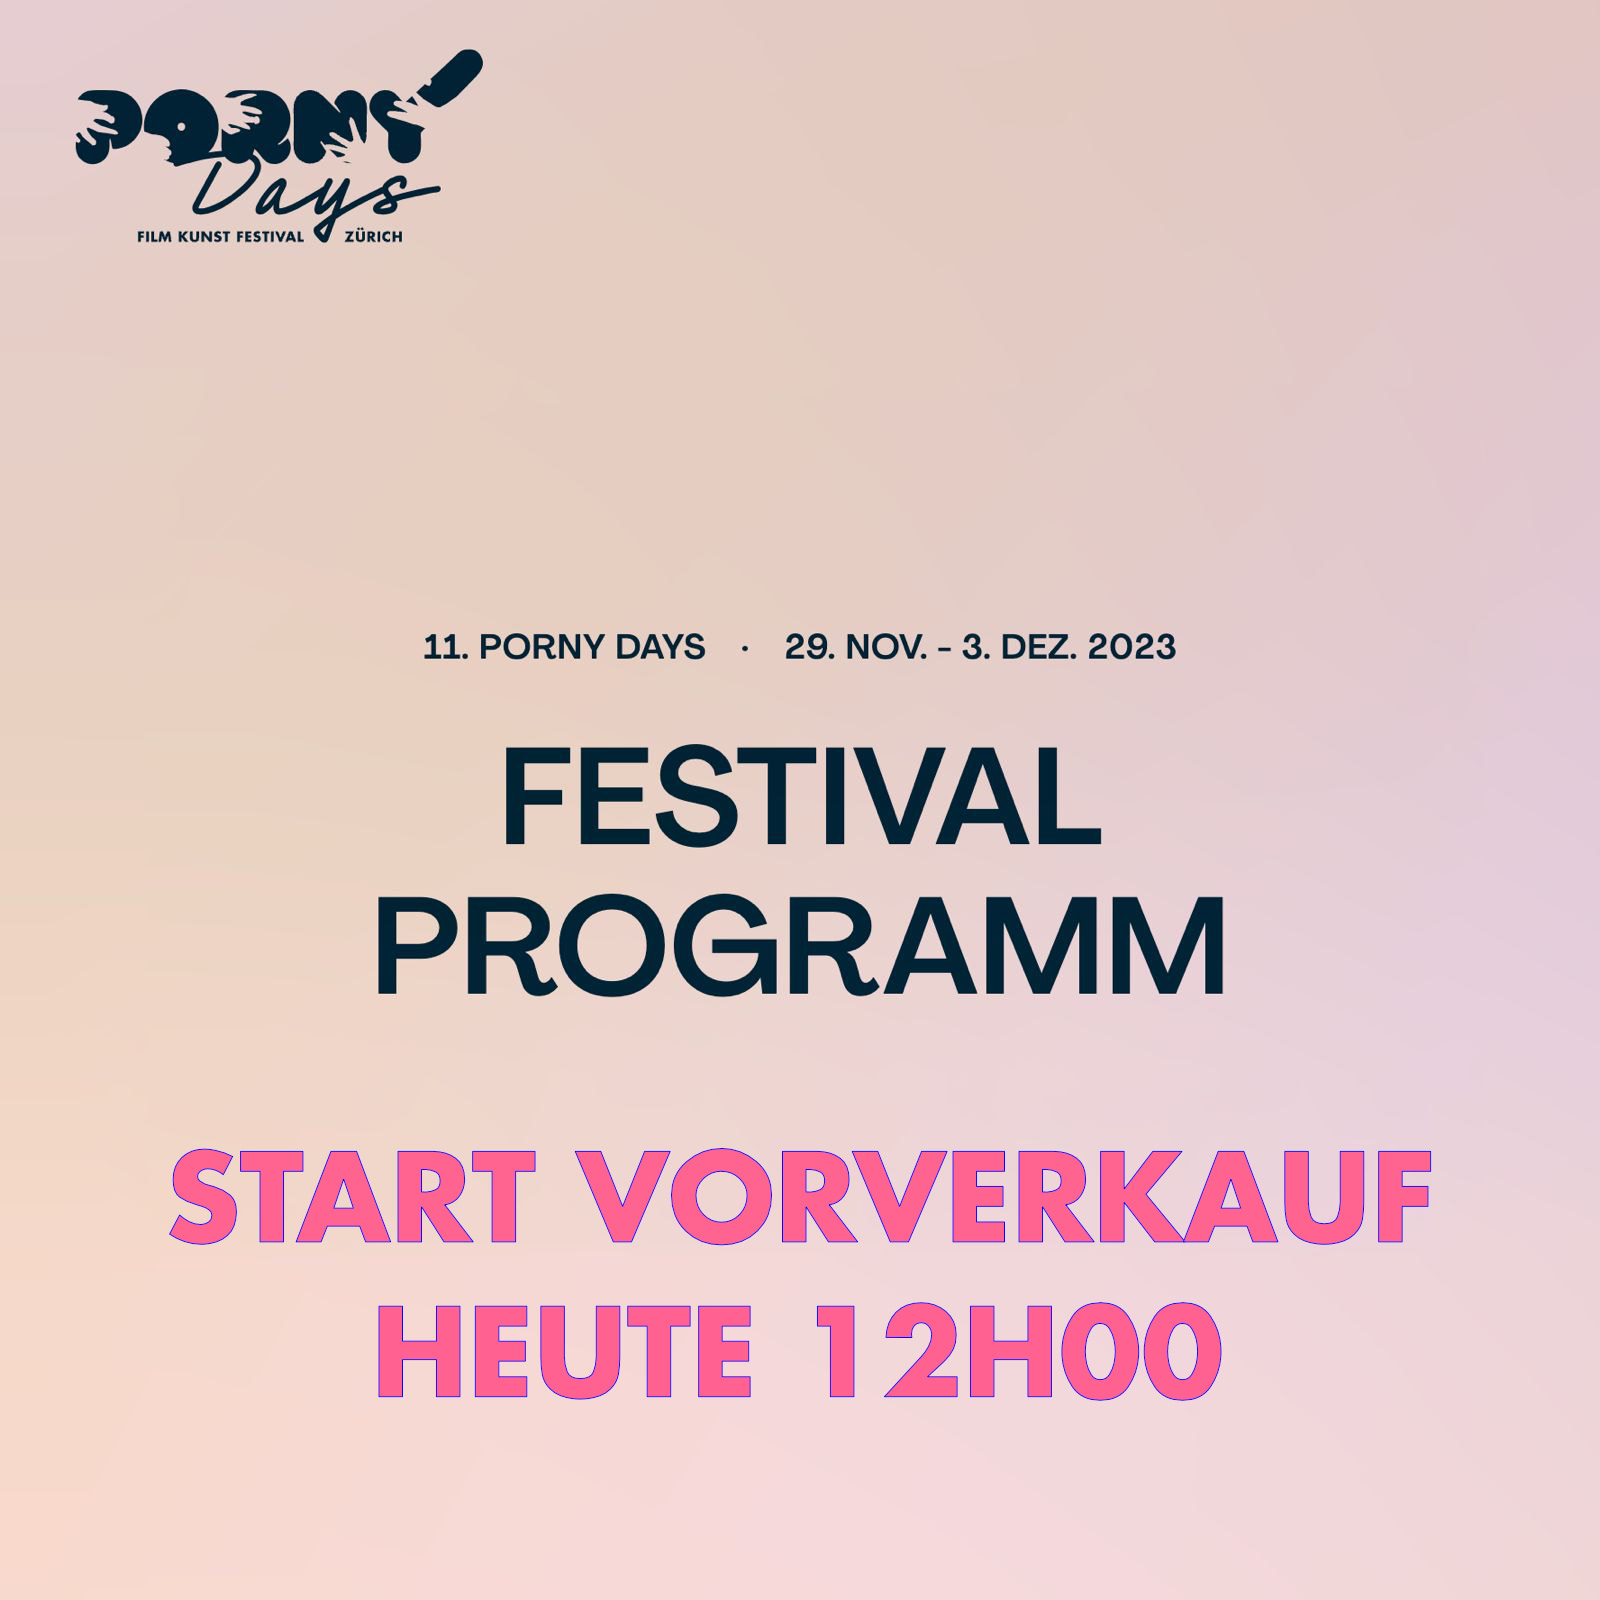 PORNY
Days
FILM KUNST FESTIVAL ZÜRICH
11. PORNY DAYS · 29. NOV. – 3. DEZ. 2023
FESTIVAL
PROGRAMM
START VORVERKAUF
HEUTE 12H00